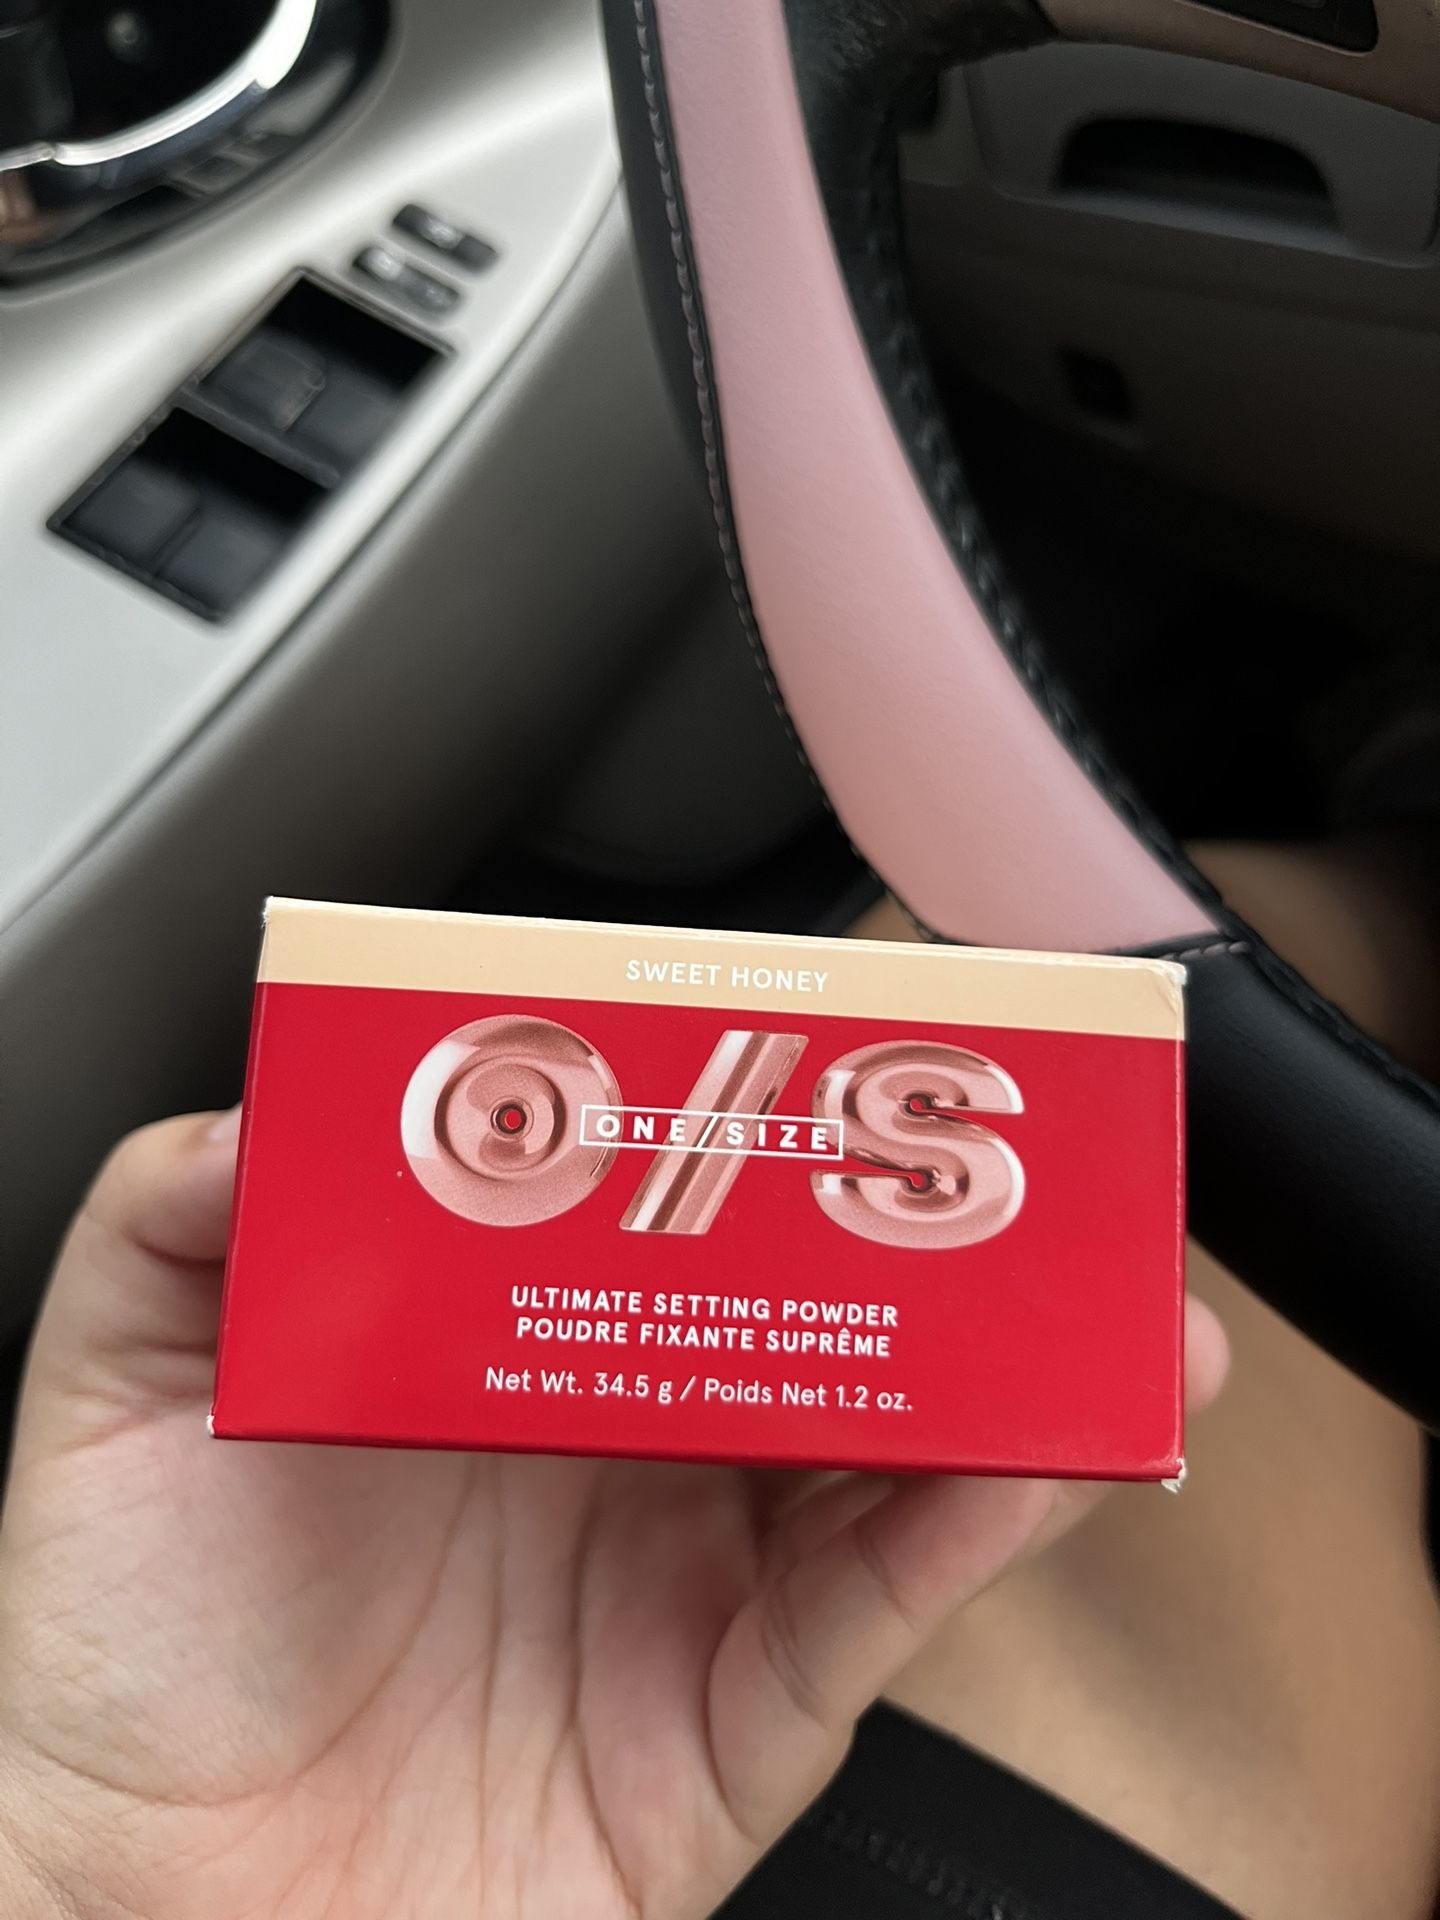 SWEET HONEY
O/S
ONE/SIZE
ULTIMATE SETTING POWDER
POUDRE FIXANTE SUPRÊME
Net Wt. 34.5 g / Poids Net 1.2 oz.